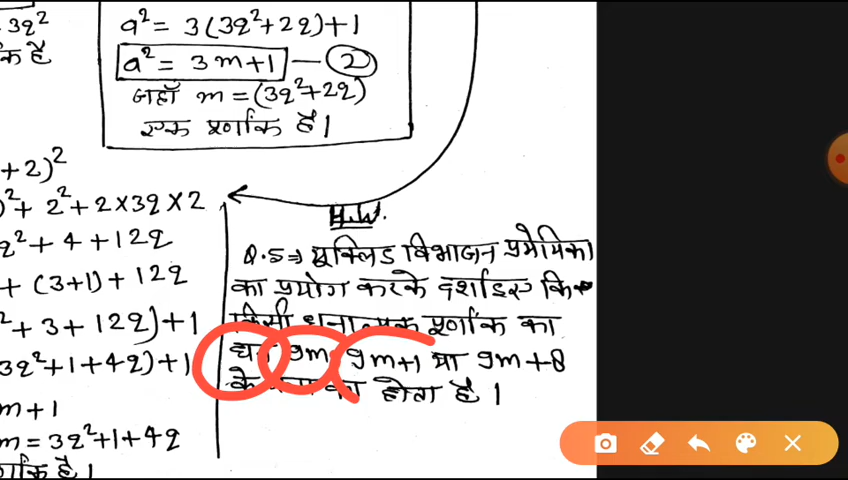 3q²
क है
a² = 3(3q²+2q)+1
a² = 3m+1 — 2
जहाँ m = (3q²+2q)
एक पूर्णांक है।
+2)²
)²+ 2²+2×3q×2
q²+4+12q
+ (3+1)+12q
²+3+12q)+1
3q²+1+4q)+1
m+1
m = 3q²+1+4q
र्णांक है।
H.W.
Q.5⇒ यूक्लिड विभाजन प्रमेयिका
का प्रयोग करके दर्शाइए कि
किसी धनात्मक पूर्णांक का
घन 9m, 9m+1 या 9m+8
के का होता है।